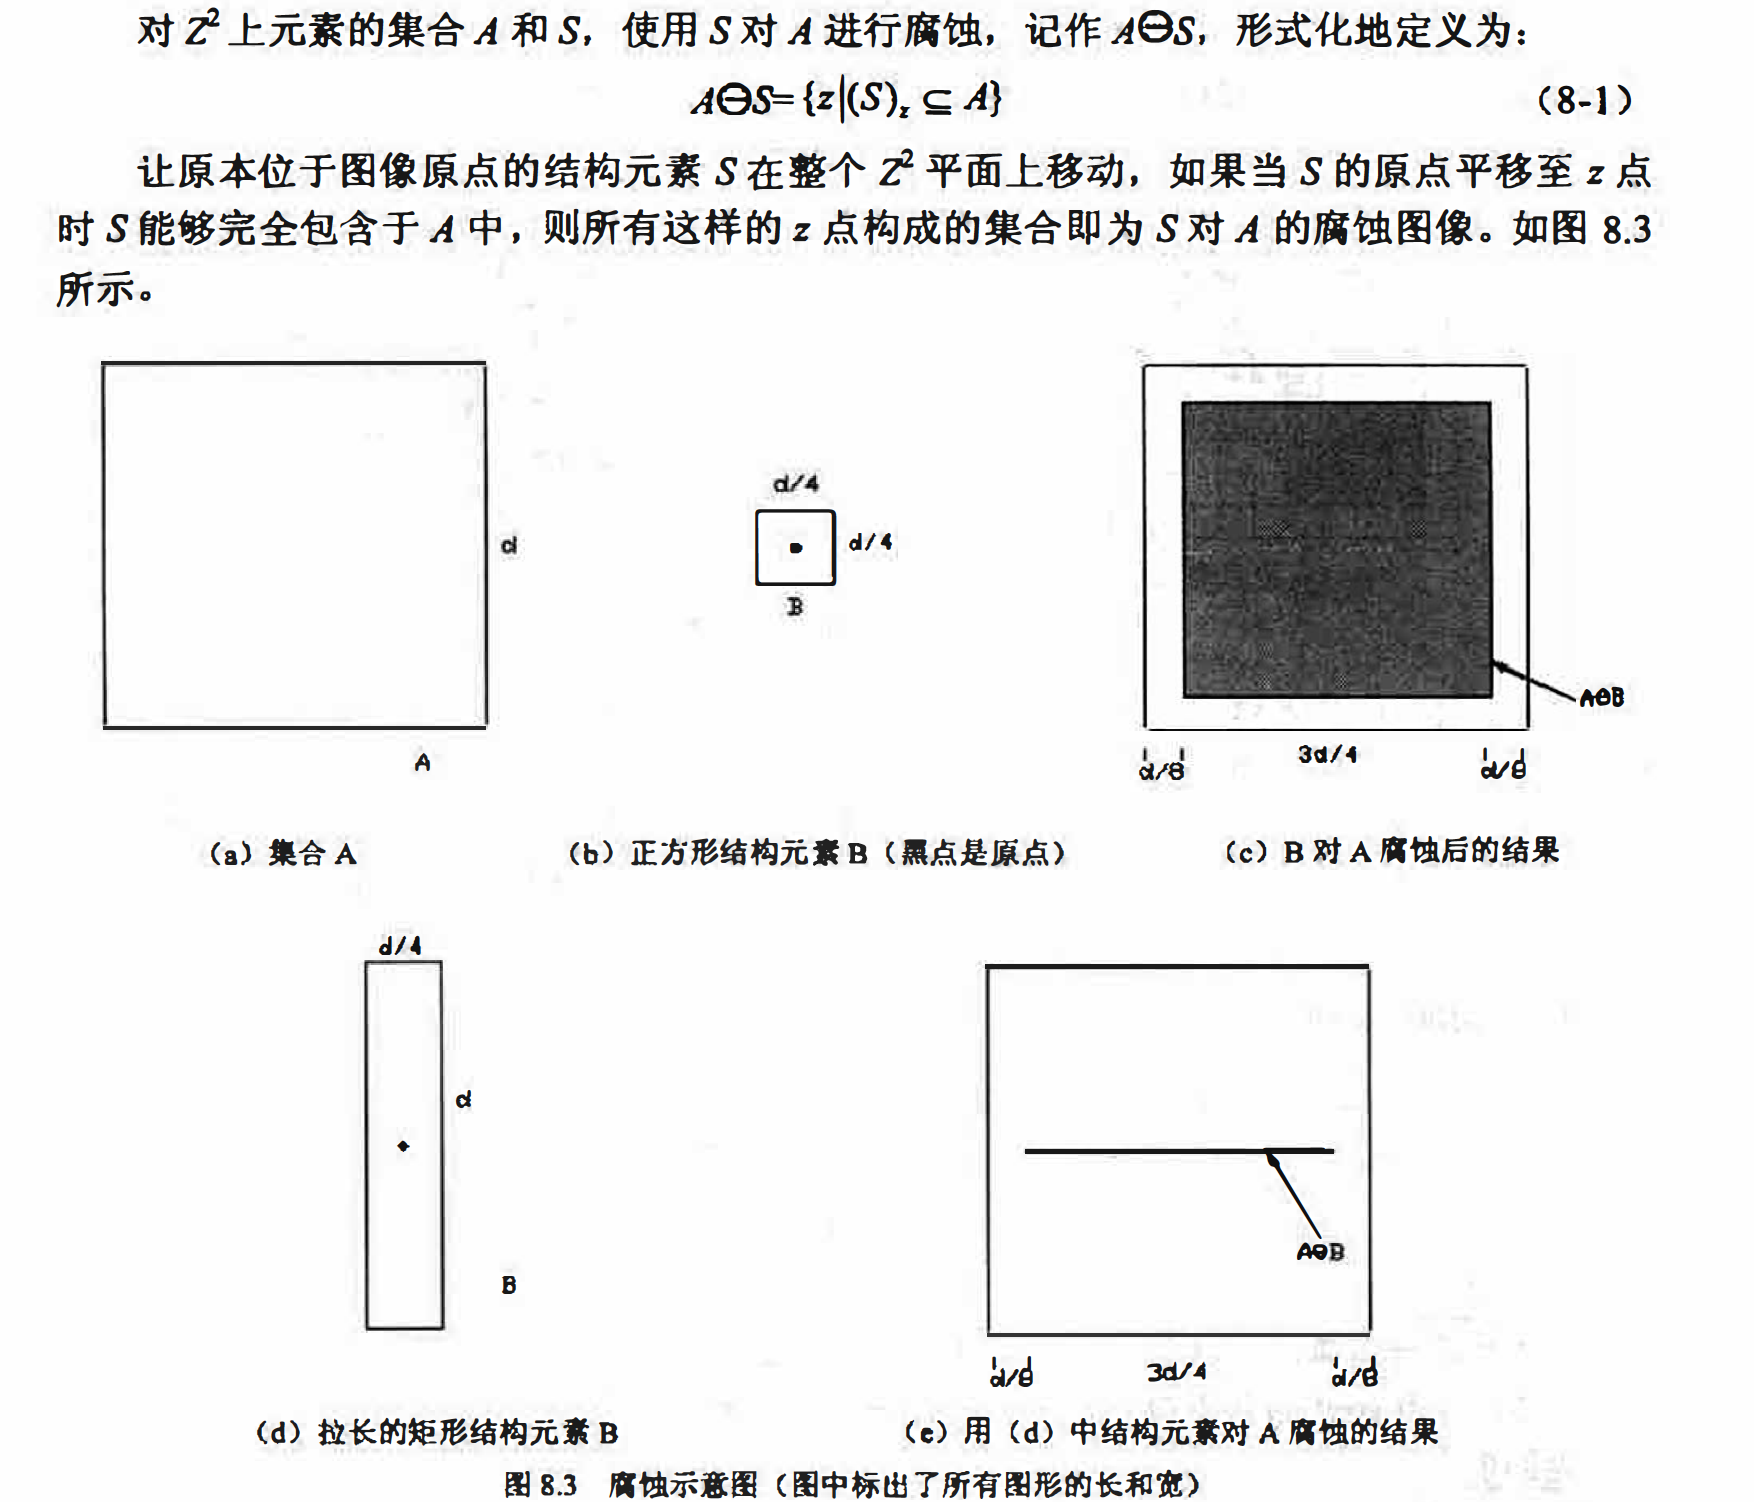 对 Z² 上元素的集合 A 和 S，使用 S 对 A 进行腐蚀，记作 A⊖S，形式化地定义为：
A⊖S={z|(S)z ⊆ A} （8-1）
让原本位于图像原点的结构元素 S 在整个 Z² 平面上移动，如果当 S 的原点平移至 z 点
时 S 能够完全包含于 A 中，则所有这样的 z 点构成的集合即为 S 对 A 的腐蚀图像。如图 8.3
所示。
d
A
d/4
d/4
B
A⊖B
d/8 3d/4 d/8
（a）集合 A （b）正方形结构元素 B（黑点是原点） （c）B 对 A 腐蚀后的结果
d/4
d
B
A⊖B
d/8 3d/4 d/8
（d）拉长的矩形结构元素 B （e）用（d）中结构元素对 A 腐蚀的结果
图 8.3 腐蚀示意图（图中标出了所有图形的长和宽）